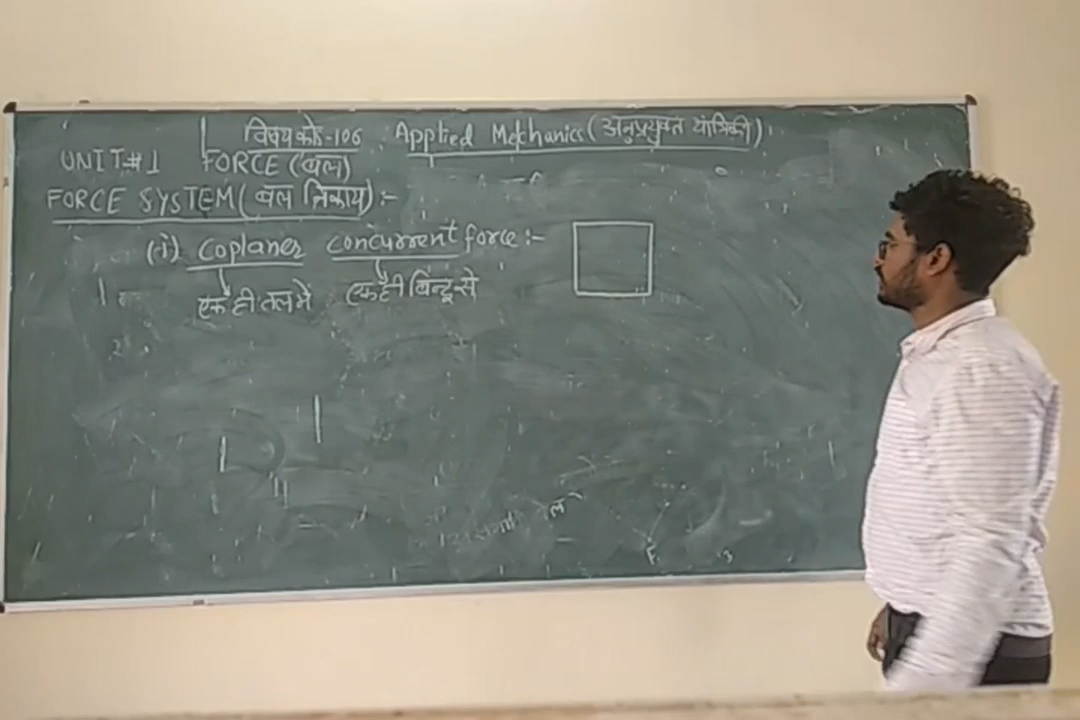 विषय कोड-106 Applied Mechanics (अनुप्रयुक्त यांत्रिकी)
UNIT#1 FORCE (बल)
FORCE SYSTEM (बल निकाय) :-
(i) coplaner concurrent force :-
एक ही तल में एक ही बिन्दू से
F